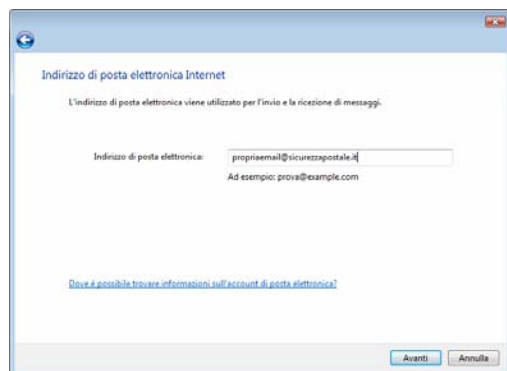 Indirizzo di posta elettronica Internet
L'indirizzo di posta elettronica viene utilizzato per l'invio e la ricezione di messaggi.
Indirizzo di posta elettronica: propriaemail@sicurezzapostale.it
Ad esempio: prova@example.com
Dove è possibile trovare informazioni sull'account di posta elettronica?
Avanti Annulla